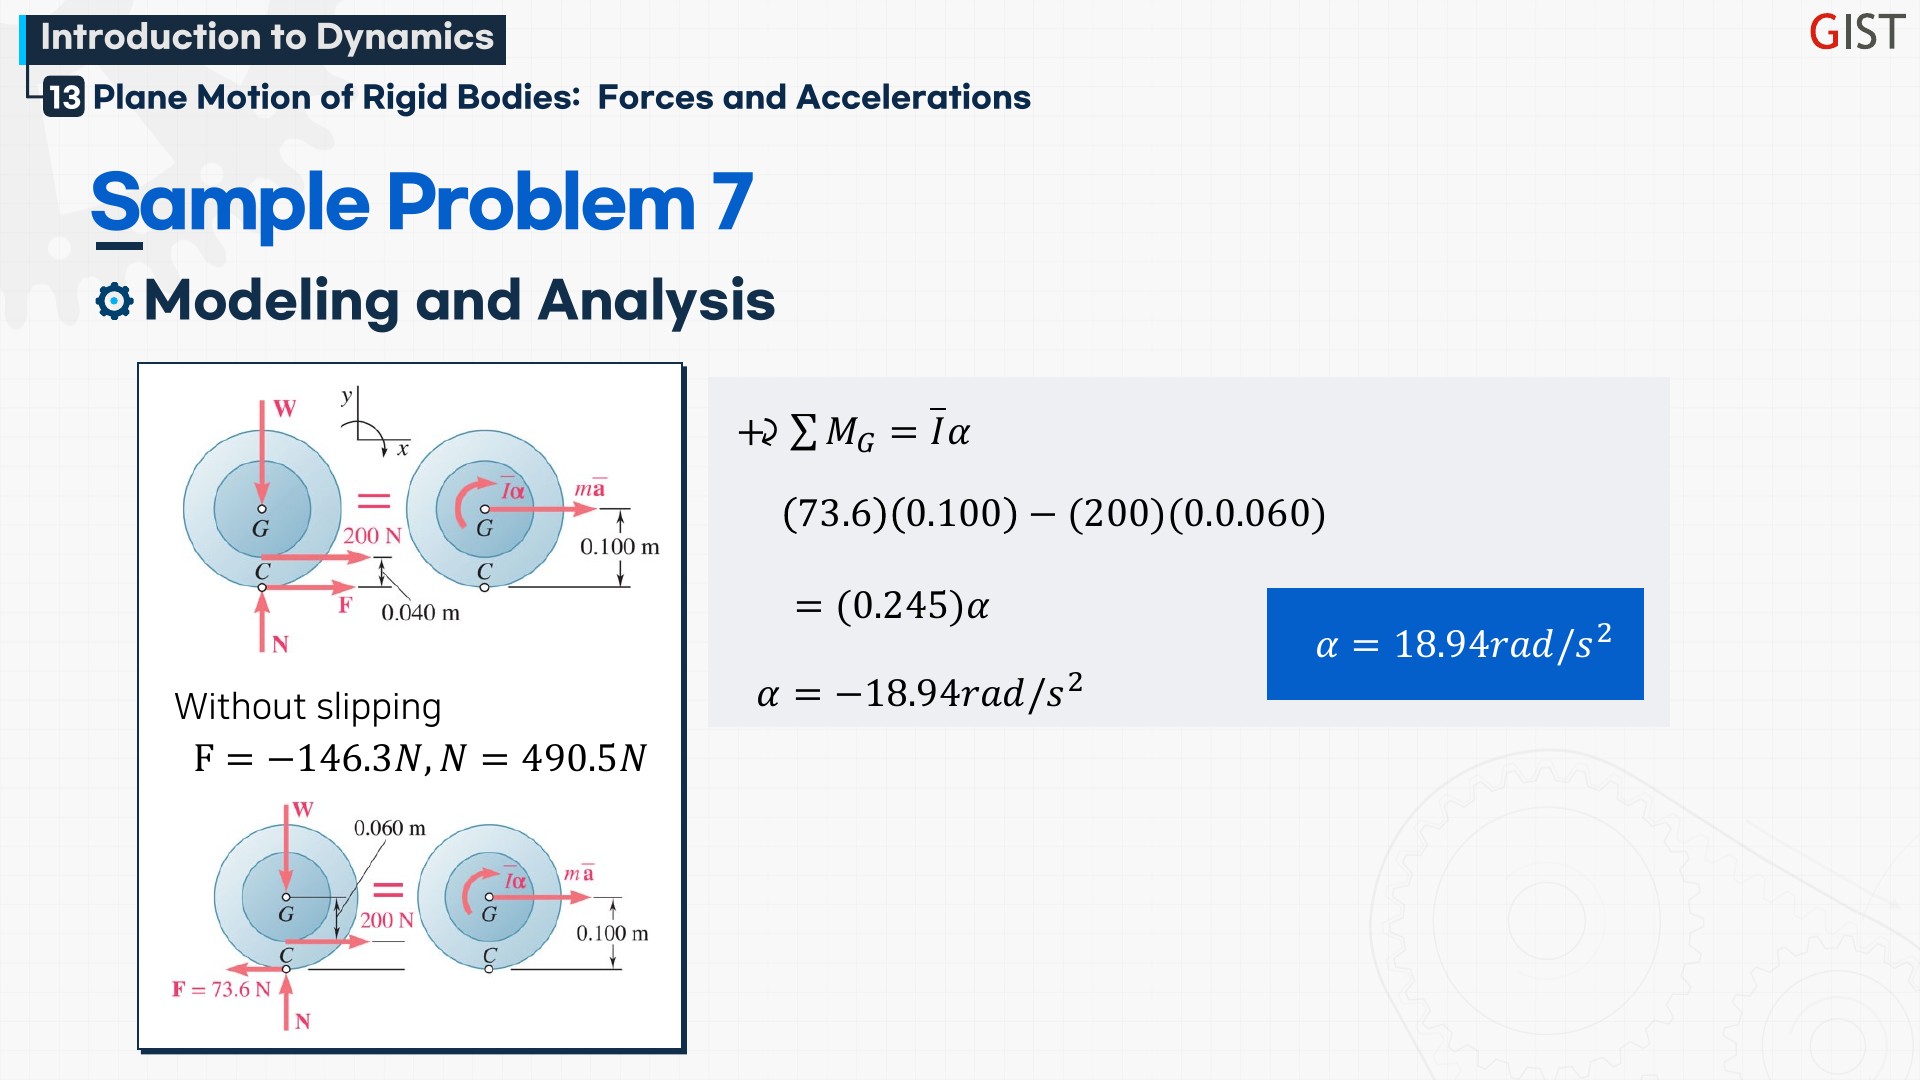 Introduction to Dynamics
GIST
13 Plane Motion of Rigid Bodies: Forces and Accelerations
Sample Problem 7
Modeling and Analysis
W
y
x
G
200 N
C
F
0.040 m
N
Īα
mā
G
0.100 m
C
Without slipping
F = −146.3N, N = 490.5N
W
0.060 m
G
200 N
C
F = 73.6 N
N
Īα
mā
G
0.100 m
C
+↻ ∑ M_G = Īα
(73.6)(0.100) − (200)(0.0.060)
= (0.245)α
α = −18.94rad/s²
α = 18.94rad/s²